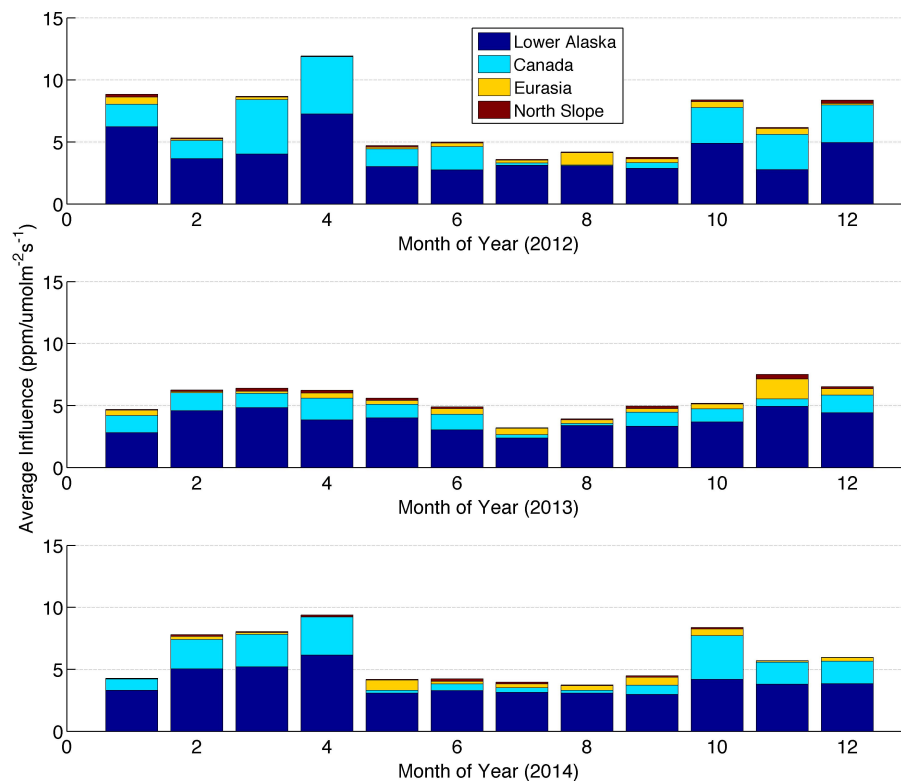 15
10
5
0
Lower Alaska
Canada
Eurasia
North Slope
0 2 4 6 8 10 12
Month of Year (2012)
Average Influence (ppm/umolm⁻²s⁻¹)
15
10
5
0
0 2 4 6 8 10 12
Month of Year (2013)
15
10
5
0
0 2 4 6 8 10 12
Month of Year (2014)